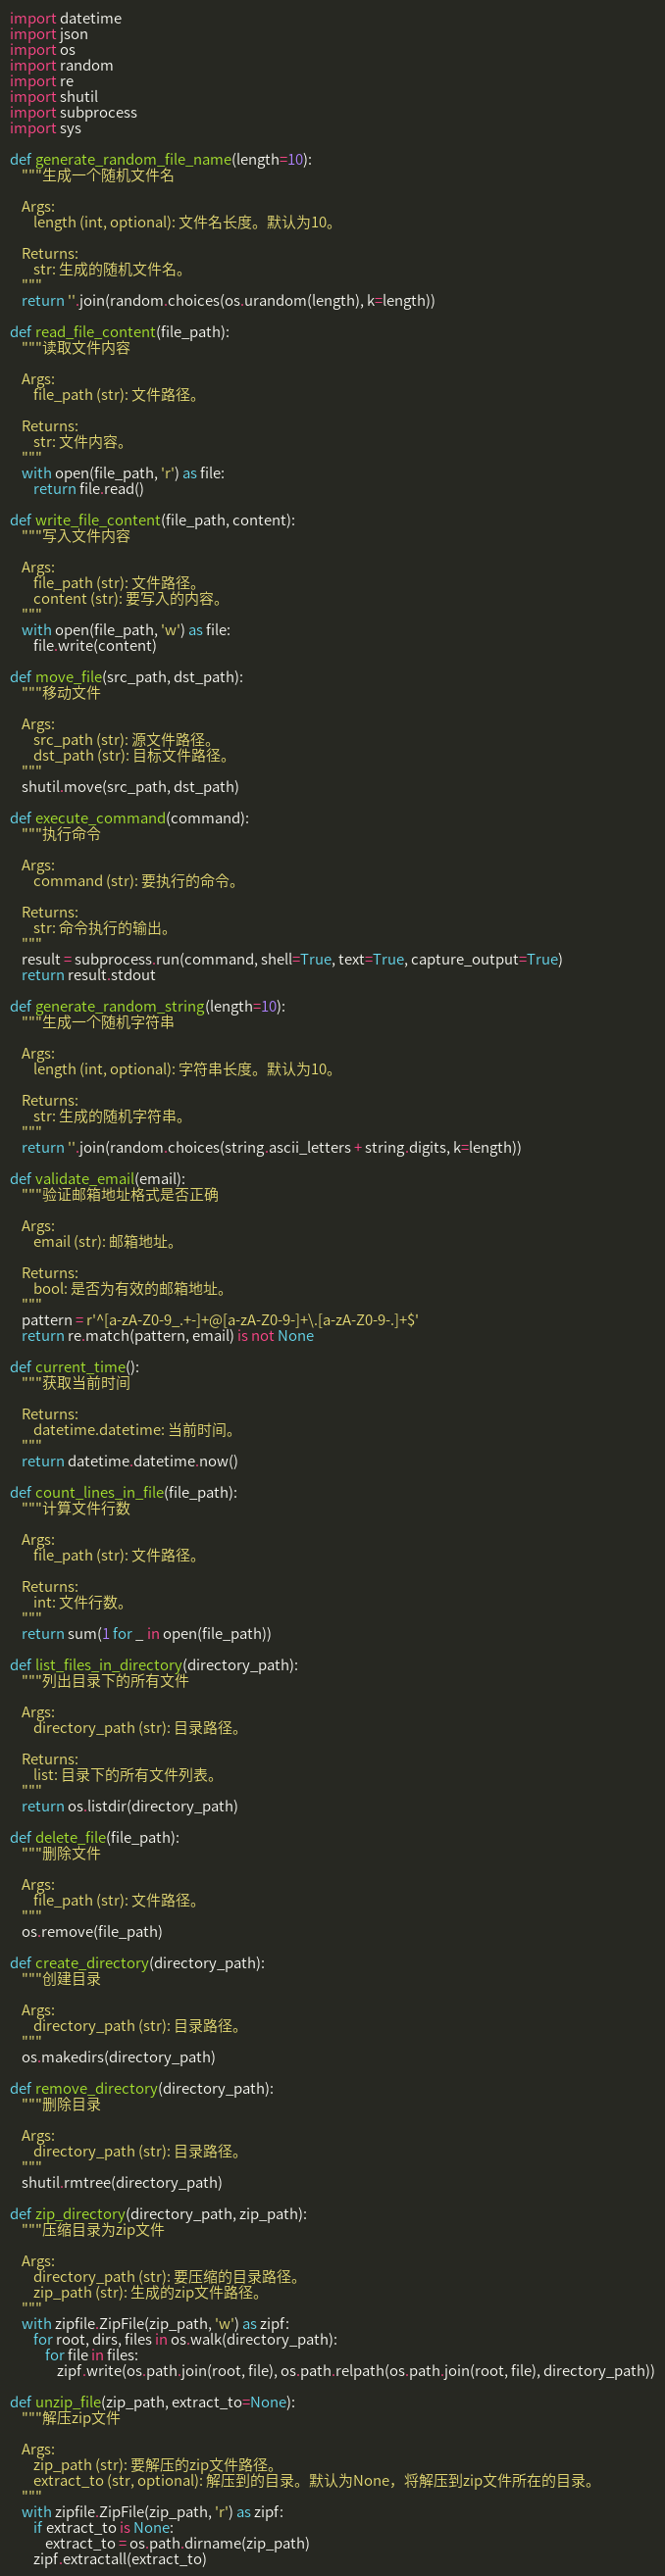 import datetime
import json
import os
import random
import re
import shutil
import subprocess
import sys

def generate_random_file_name(length=10):
    """生成一个随机文件名

    Args:
        length (int, optional): 文件名长度。默认为10。

    Returns:
        str: 生成的随机文件名。
    """
    return ''.join(random.choices(os.urandom(length), k=length))

def read_file_content(file_path):
    """读取文件内容

    Args:
        file_path (str): 文件路径。

    Returns:
        str: 文件内容。
    """
    with open(file_path, 'r') as file:
        return file.read()

def write_file_content(file_path, content):
    """写入文件内容

    Args:
        file_path (str): 文件路径。
        content (str): 要写入的内容。
    """
    with open(file_path, 'w') as file:
        file.write(content)

def move_file(src_path, dst_path):
    """移动文件

    Args:
        src_path (str): 源文件路径。
        dst_path (str): 目标文件路径。
    """
    shutil.move(src_path, dst_path)

def execute_command(command):
    """执行命令

    Args:
        command (str): 要执行的命令。

    Returns:
        str: 命令执行的输出。
    """
    result = subprocess.run(command, shell=True, text=True, capture_output=True)
    return result.stdout

def generate_random_string(length=10):
    """生成一个随机字符串

    Args:
        length (int, optional): 字符串长度。默认为10。

    Returns:
        str: 生成的随机字符串。
    """
    return ''.join(random.choices(string.ascii_letters + string.digits, k=length))

def validate_email(email):
    """验证邮箱地址格式是否正确

    Args:
        email (str): 邮箱地址。

    Returns:
        bool: 是否为有效的邮箱地址。
    """
    pattern = r'^[a-zA-Z0-9_.+-]+@[a-zA-Z0-9-]+\.[a-zA-Z0-9-.]+$'
    return re.match(pattern, email) is not None

def current_time():
    """获取当前时间

    Returns:
        datetime.datetime: 当前时间。
    """
    return datetime.datetime.now()

def count_lines_in_file(file_path):
    """计算文件行数

    Args:
        file_path (str): 文件路径。

    Returns:
        int: 文件行数。
    """
    return sum(1 for _ in open(file_path))

def list_files_in_directory(directory_path):
    """列出目录下的所有文件

    Args:
        directory_path (str): 目录路径。

    Returns:
        list: 目录下的所有文件列表。
    """
    return os.listdir(directory_path)

def delete_file(file_path):
    """删除文件

    Args:
        file_path (str): 文件路径。
    """
    os.remove(file_path)

def create_directory(directory_path):
    """创建目录

    Args:
        directory_path (str): 目录路径。
    """
    os.makedirs(directory_path)

def remove_directory(directory_path):
    """删除目录

    Args:
        directory_path (str): 目录路径。
    """
    shutil.rmtree(directory_path)

def zip_directory(directory_path, zip_path):
    """压缩目录为zip文件

    Args:
        directory_path (str): 要压缩的目录路径。
        zip_path (str): 生成的zip文件路径。
    """
    with zipfile.ZipFile(zip_path, 'w') as zipf:
        for root, dirs, files in os.walk(directory_path):
            for file in files:
                zipf.write(os.path.join(root, file), os.path.relpath(os.path.join(root, file), directory_path))

def unzip_file(zip_path, extract_to=None):
    """解压zip文件

    Args:
        zip_path (str): 要解压的zip文件路径。
        extract_to (str, optional): 解压到的目录。默认为None，将解压到zip文件所在的目录。
    """
    with zipfile.ZipFile(zip_path, 'r') as zipf:
        if extract_to is None:
            extract_to = os.path.dirname(zip_path)
        zipf.extractall(extract_to)